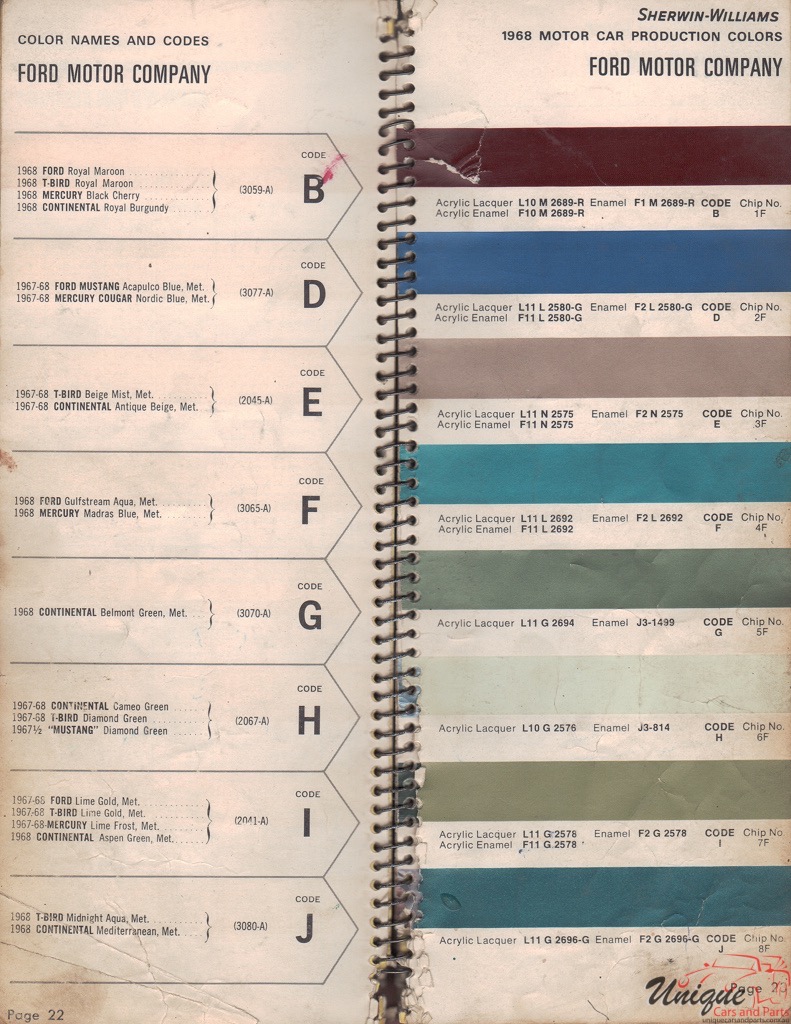 COLOR NAMES AND CODES
FORD MOTOR COMPANY
CODE
1968 FORD Royal Maroon
1968 T-BIRD Royal Maroon
1968 MERCURY Black Cherry
1968 CONTINENTAL Royal Burgundy
(3059-A)
B
CODE
1967-68 FORD MUSTANG Acapulco Blue, Met.
1967-68 MERCURY COUGAR Nordic Blue, Met.
(3077-A)
D
CODE
1967-68 T-BIRD Beige Mist, Met.
1967-68 CONTINENTAL Antique Beige, Met.
(2045-A)
E
CODE
1968 FORD Gulfstream Aqua, Met.
1968 MERCURY Madras Blue, Met.
(3065-A)
F
CODE
1968 CONTINENTAL Belmont Green, Met.
(3070-A)
G
CODE
1967-68 CONTINENTAL Cameo Green
1967-68 T-BIRD Diamond Green
1967½ "MUSTANG" Diamond Green
(2067-A)
H
CODE
1967-68 FORD Lime Gold, Met.
1967-68 T-BIRD Lime Gold, Met.
1967-68-MERCURY Lime Frost, Met.
1968 CONTINENTAL Aspen Green, Met.
(2041-A)
I
CODE
1968 T-BIRD Midnight Aqua, Met.
1968 CONTINENTAL Mediterranean, Met.
(3080-A)
J
Page 22
SHERWIN-WILLIAMS
1968 MOTOR CAR PRODUCTION COLORS
FORD MOTOR COMPANY
Acrylic Lacquer L10 M 2689-R Enamel F1 M 2689-R CODE Chip No.
Acrylic Enamel F10 M 2689-R B 1F
Acrylic Lacquer L11 L 2580-G Enamel F2 L 2580-G CODE Chip No.
Acrylic Enamel F11 L 2580-G D 2F
Acrylic Lacquer L11 N 2575 Enamel F2 N 2575 CODE Chip No.
Acrylic Enamel F11 N 2575 E 3F
Acrylic Lacquer L11 L 2692 Enamel F2 L 2692 CODE Chip No.
Acrylic Enamel F11 L 2692 F 4F
Acrylic Lacquer L11 G 2694 Enamel J3-1499 CODE Chip No.
G 5F
Acrylic Lacquer L10 G 2576 Enamel J3-814 CODE Chip No.
H 6F
Acrylic Lacquer L11 G 2578 Enamel F2 G 2578 CODE Chip No.
Acrylic Enamel F11 G 2578 I 7F
Acrylic Lacquer L11 G 2696-G Enamel F2 G 2696-G CODE Chip No.
J 8F
Page
Unique
Cars and Parts
uniquecarsandparts.com.au